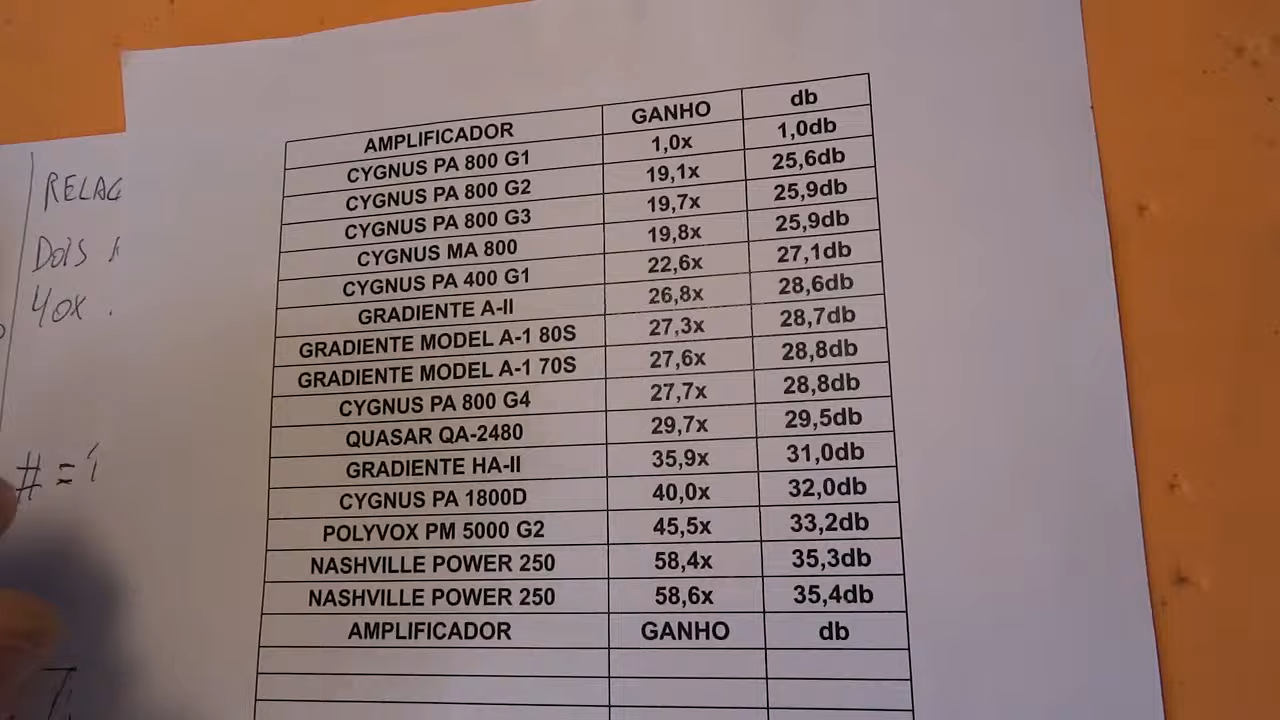 RELAÇ
DOIS
40X .
# =
AMPLIFICADOR GANHO db
CYGNUS PA 800 G1 1,0x 1,0db
CYGNUS PA 800 G2 19,1x 25,6db
CYGNUS PA 800 G3 19,7x 25,9db
CYGNUS MA 800 19,8x 25,9db
CYGNUS PA 400 G1 22,6x 27,1db
GRADIENTE A-II 26,8x 28,6db
GRADIENTE MODEL A-1 80S 27,3x 28,7db
GRADIENTE MODEL A-1 70S 27,6x 28,8db
CYGNUS PA 800 G4 27,7x 28,8db
QUASAR QA-2480 29,7x 29,5db
GRADIENTE HA-II 35,9x 31,0db
CYGNUS PA 1800D 40,0x 32,0db
POLYVOX PM 5000 G2 45,5x 33,2db
NASHVILLE POWER 250 58,4x 35,3db
NASHVILLE POWER 250 58,6x 35,4db
AMPLIFICADOR GANHO db